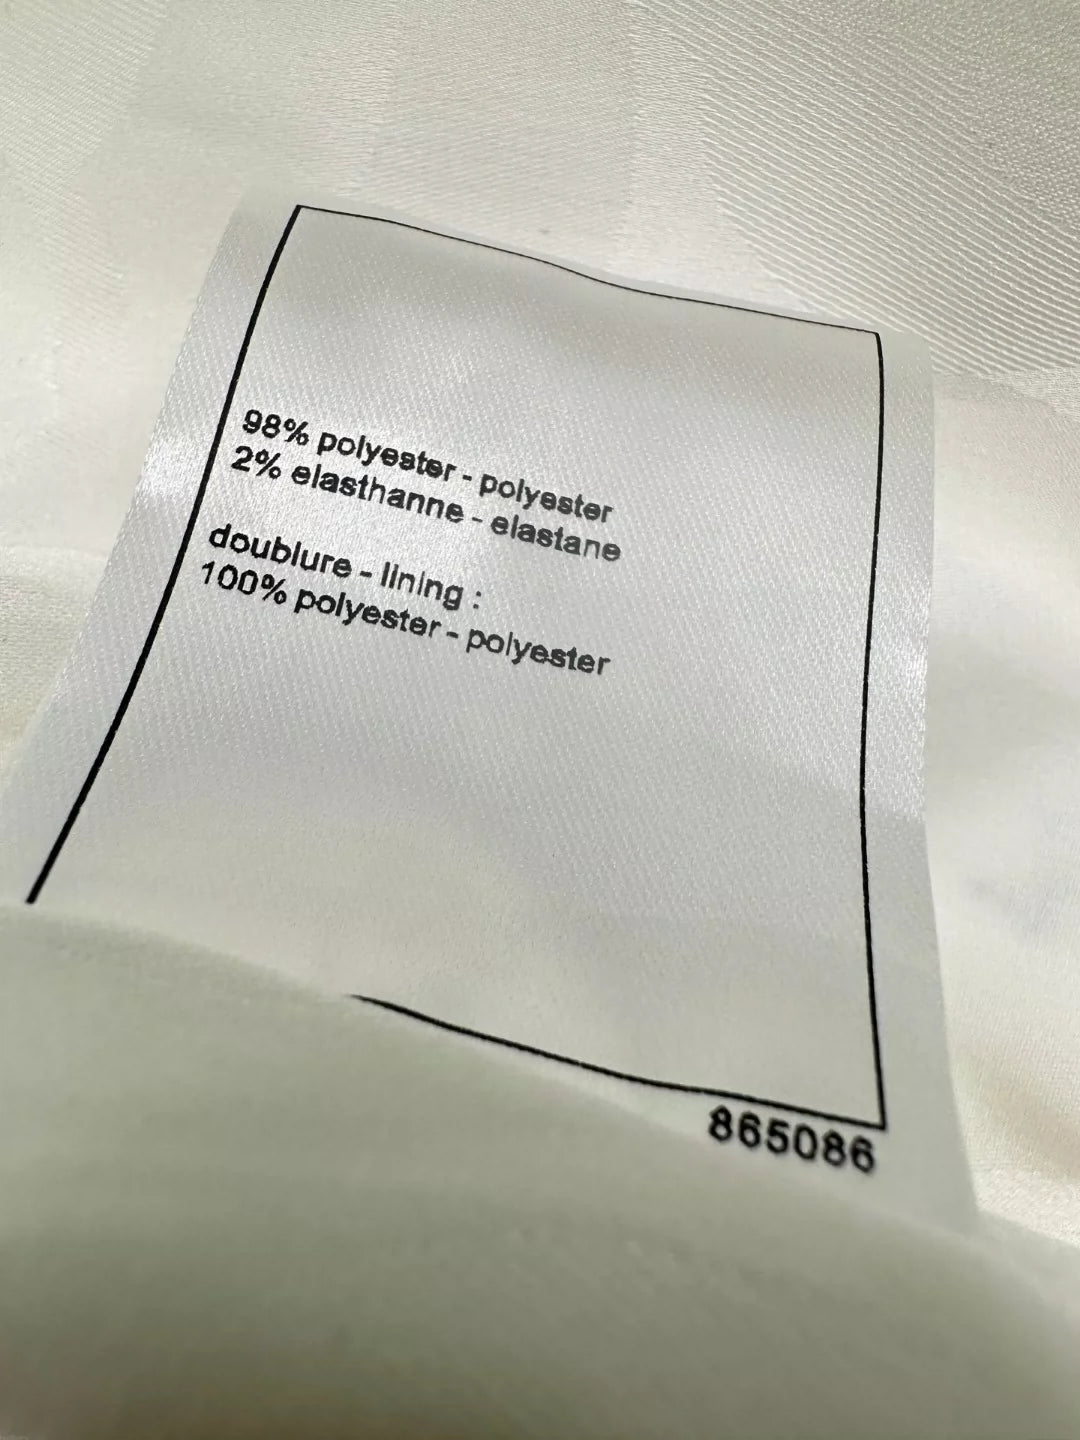 98% polyester - polyester
2% elasthanne - elastane
doublure - lining :
100% polyester - polyester
865086